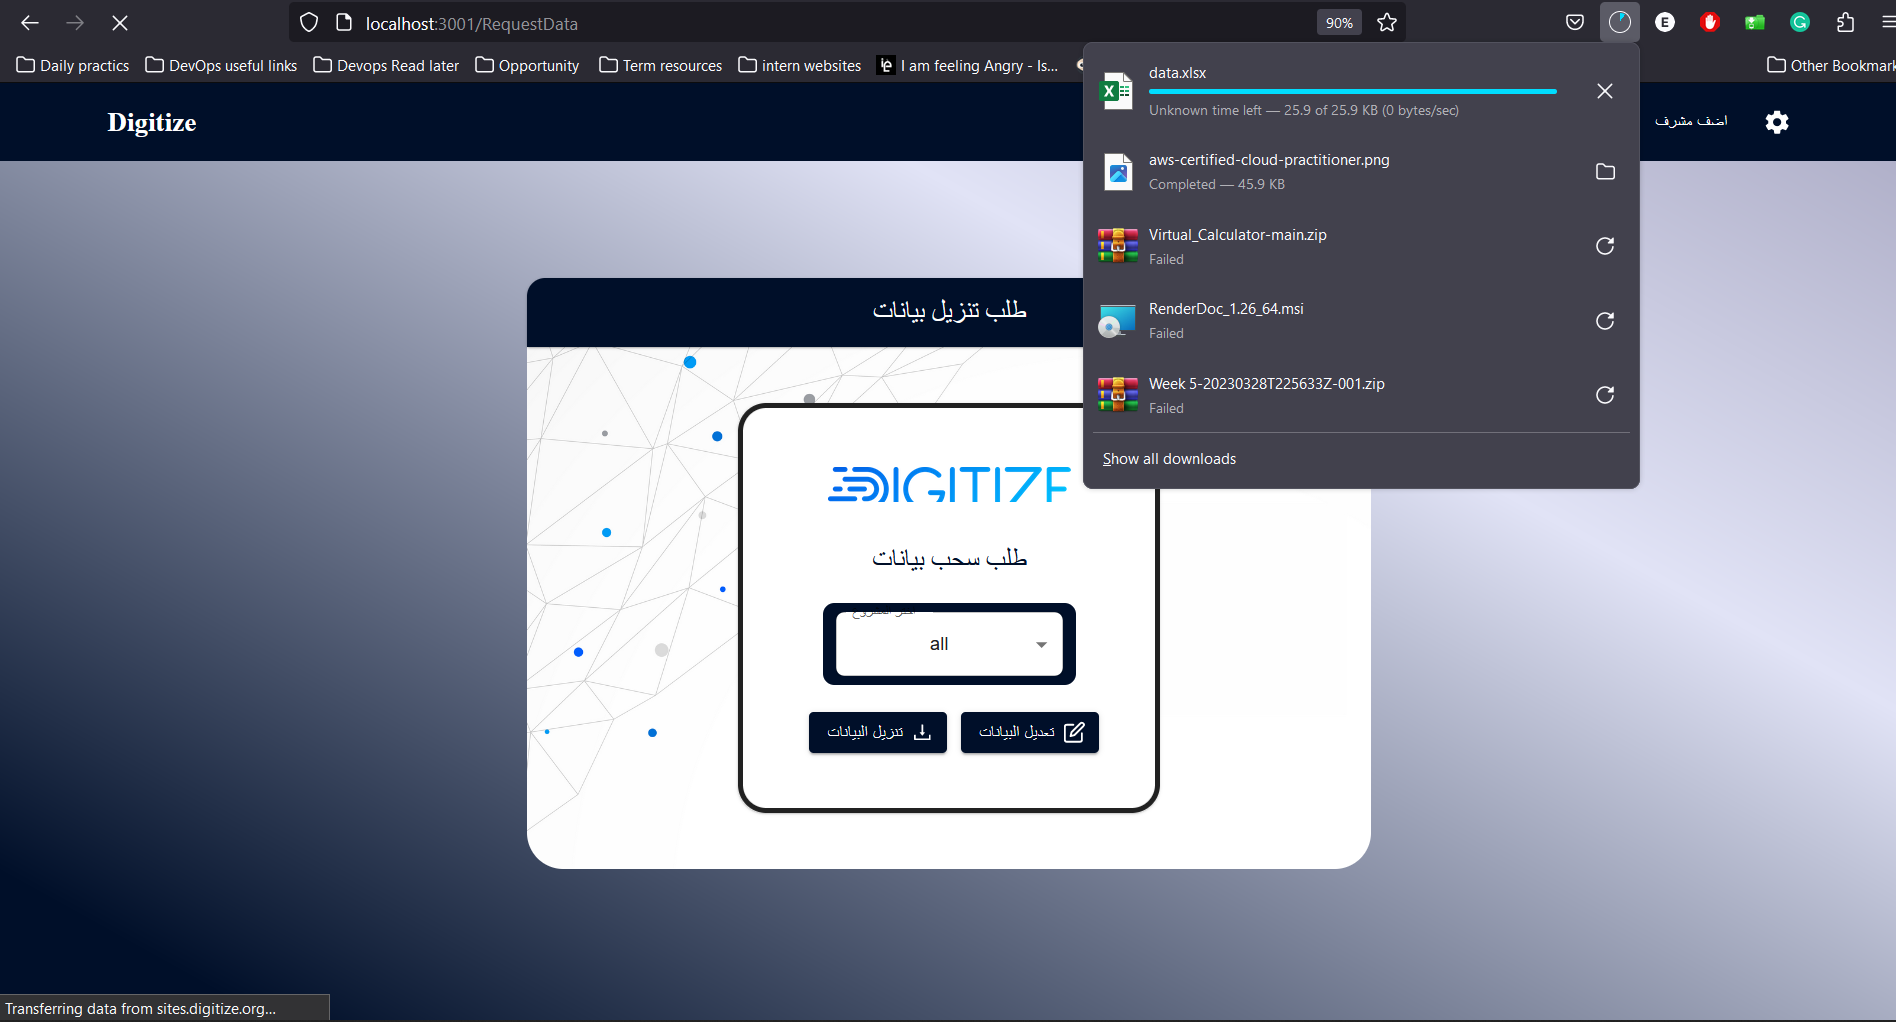 localhost:3001/RequestData
90%
Daily practics
DevOps useful links
Devops Read later
Opportunity
Term resources
intern websites
I am feeling Angry - Is...
Other Bookmark
data.xlsx
Unknown time left — 25.9 of 25.9 KB (0 bytes/sec)
aws-certified-cloud-practitioner.png
Completed — 45.9 KB
Virtual_Calculator-main.zip
Failed
RenderDoc_1.26_64.msi
Failed
Week 5-20230328T225633Z-001.zip
Failed
Show all downloads
Digitize
اضف مشرف
طلب تنزيل بيانات
DIGITIZE
طلب سحب بيانات
all
تنزيل البيانات
تعديل البيانات
Transferring data from sites.digitize.org...